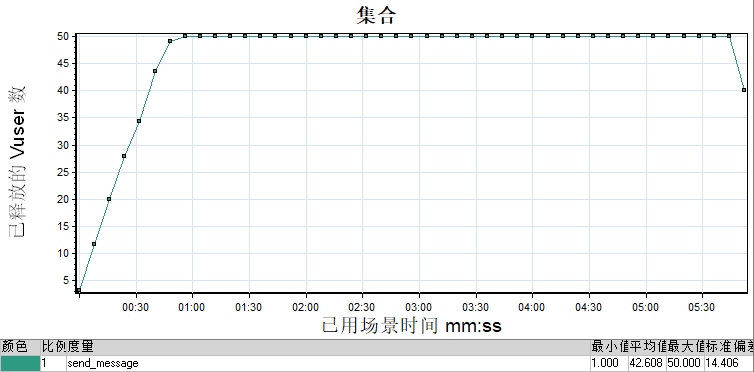 集合
已释放的 Vuser 数
50
45
40
35
30
25
20
15
10
5
00:30 01:00 01:30 02:00 02:30 03:00 03:30 04:00 04:30 05:00 05:30
已用场景时间 mm:ss
颜色 比例 度量 最小值 平均值 最大值 标准偏差
1 send_message 1.000 42.608 50.000 14.406